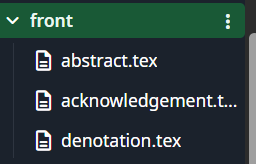 front
abstract.tex
acknowledgement.t...
denotation.tex